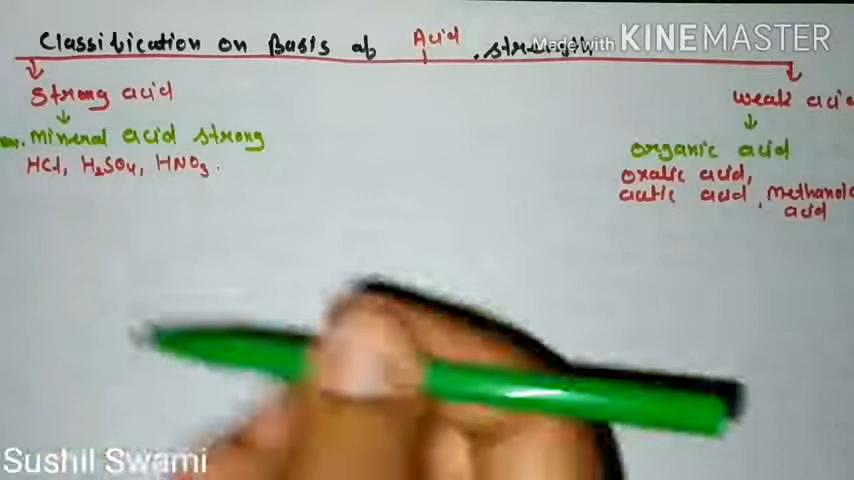 Classification on Basis of Acid strength
Made with KINEMASTER
Strong acid
weak acid
mineral acid strong
HCl, H₂SO₄, HNO₃.
organic acid
oxalic acid,
acetic acid, methanoic
acid
Sushil Swami